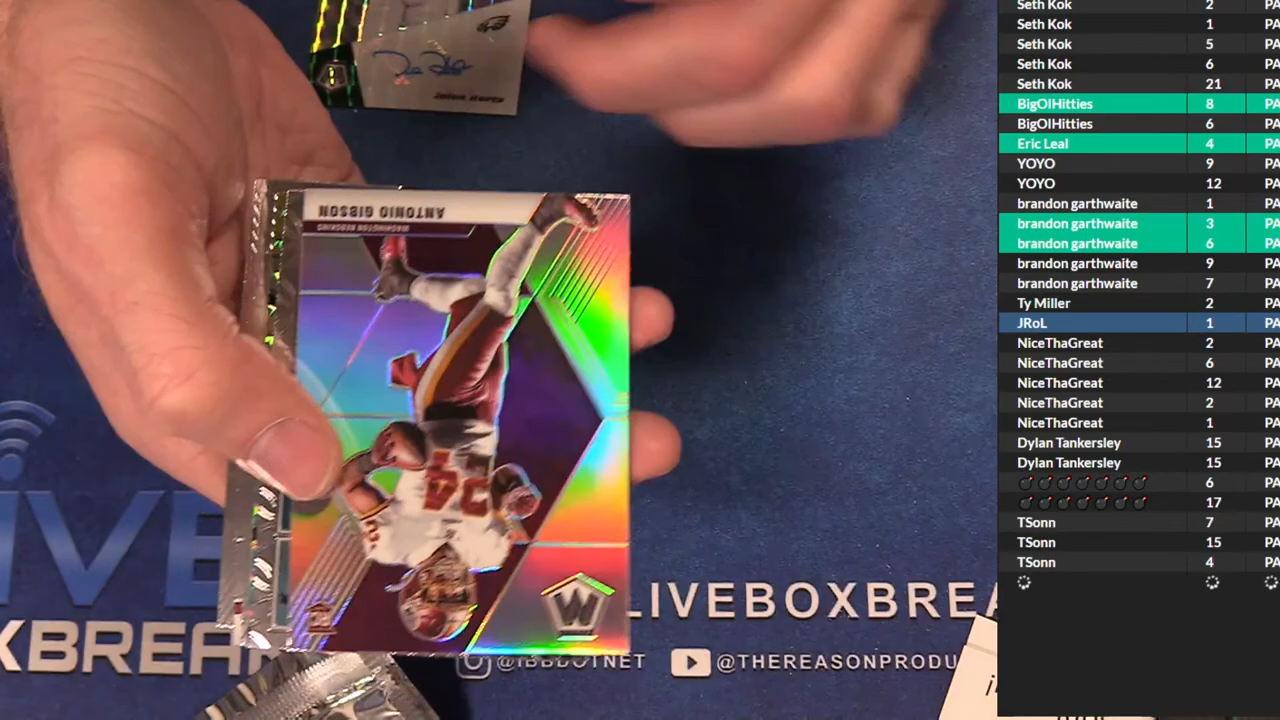 Jalen Hurts
ANTONIO GIBSON
WASHINGTON REDSKINS
34
W
LIVE
LIVEBOXBREA
XBREA
@IBBDOTNET
@THEREASONPRODU
Seth Kok 2 PA
Seth Kok 1 PA
Seth Kok 5 PA
Seth Kok 6 PA
Seth Kok 21 PA
BigOlHitties 8 PA
BigOlHitties 6 PA
Eric Leal 4 PA
YOYO 9 PA
YOYO 12 PA
brandon garthwaite 1 PA
brandon garthwaite 3 PA
brandon garthwaite 6 PA
brandon garthwaite 9 PA
brandon garthwaite 7 PA
Ty Miller 2 PA
JRoL 1 PA
NiceThaGreat 2 PA
NiceThaGreat 6 PA
NiceThaGreat 12 PA
NiceThaGreat 2 PA
NiceThaGreat 1 PA
Dylan Tankersley 15 PA
Dylan Tankersley 15 PA
6 PA
17 PA
TSonn 7 PA
TSonn 15 PA
TSonn 4 PA